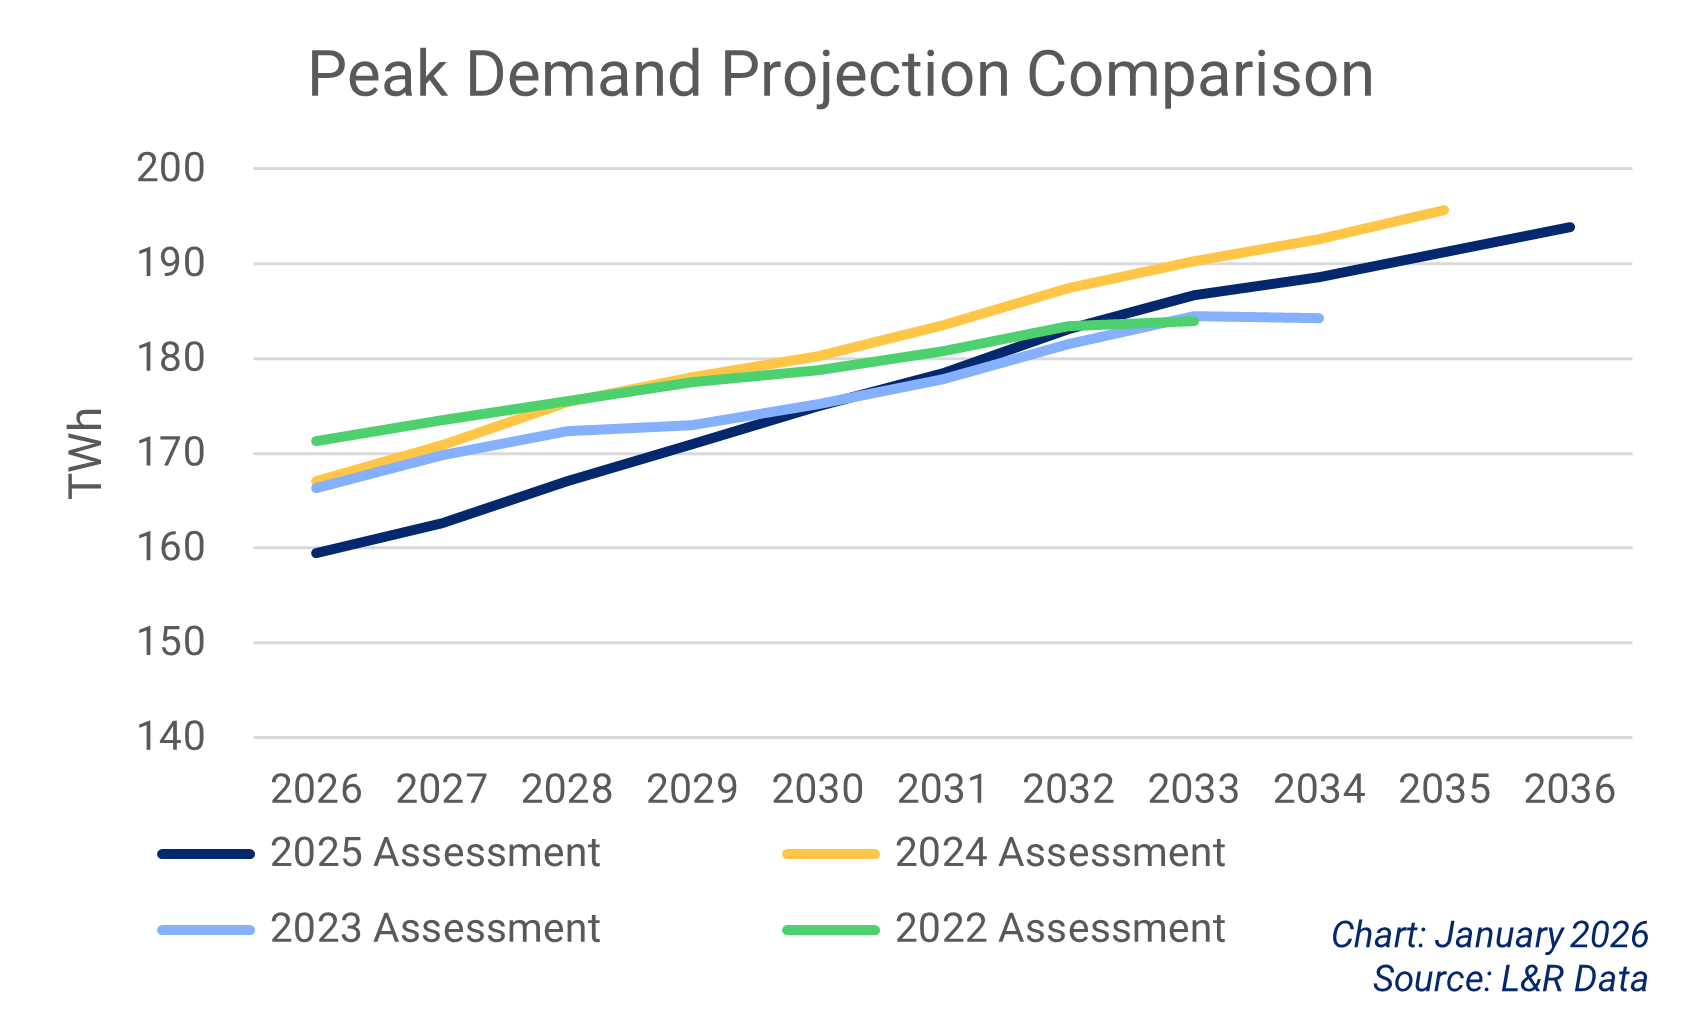 Peak Demand Projection Comparison
200
190
180
170
160
150
140
TWh
2026 2027 2028 2029 2030 2031 2032 2033 2034 2035 2036
2025 Assessment
2024 Assessment
2023 Assessment
2022 Assessment
Chart: January 2026
Source: L&R Data